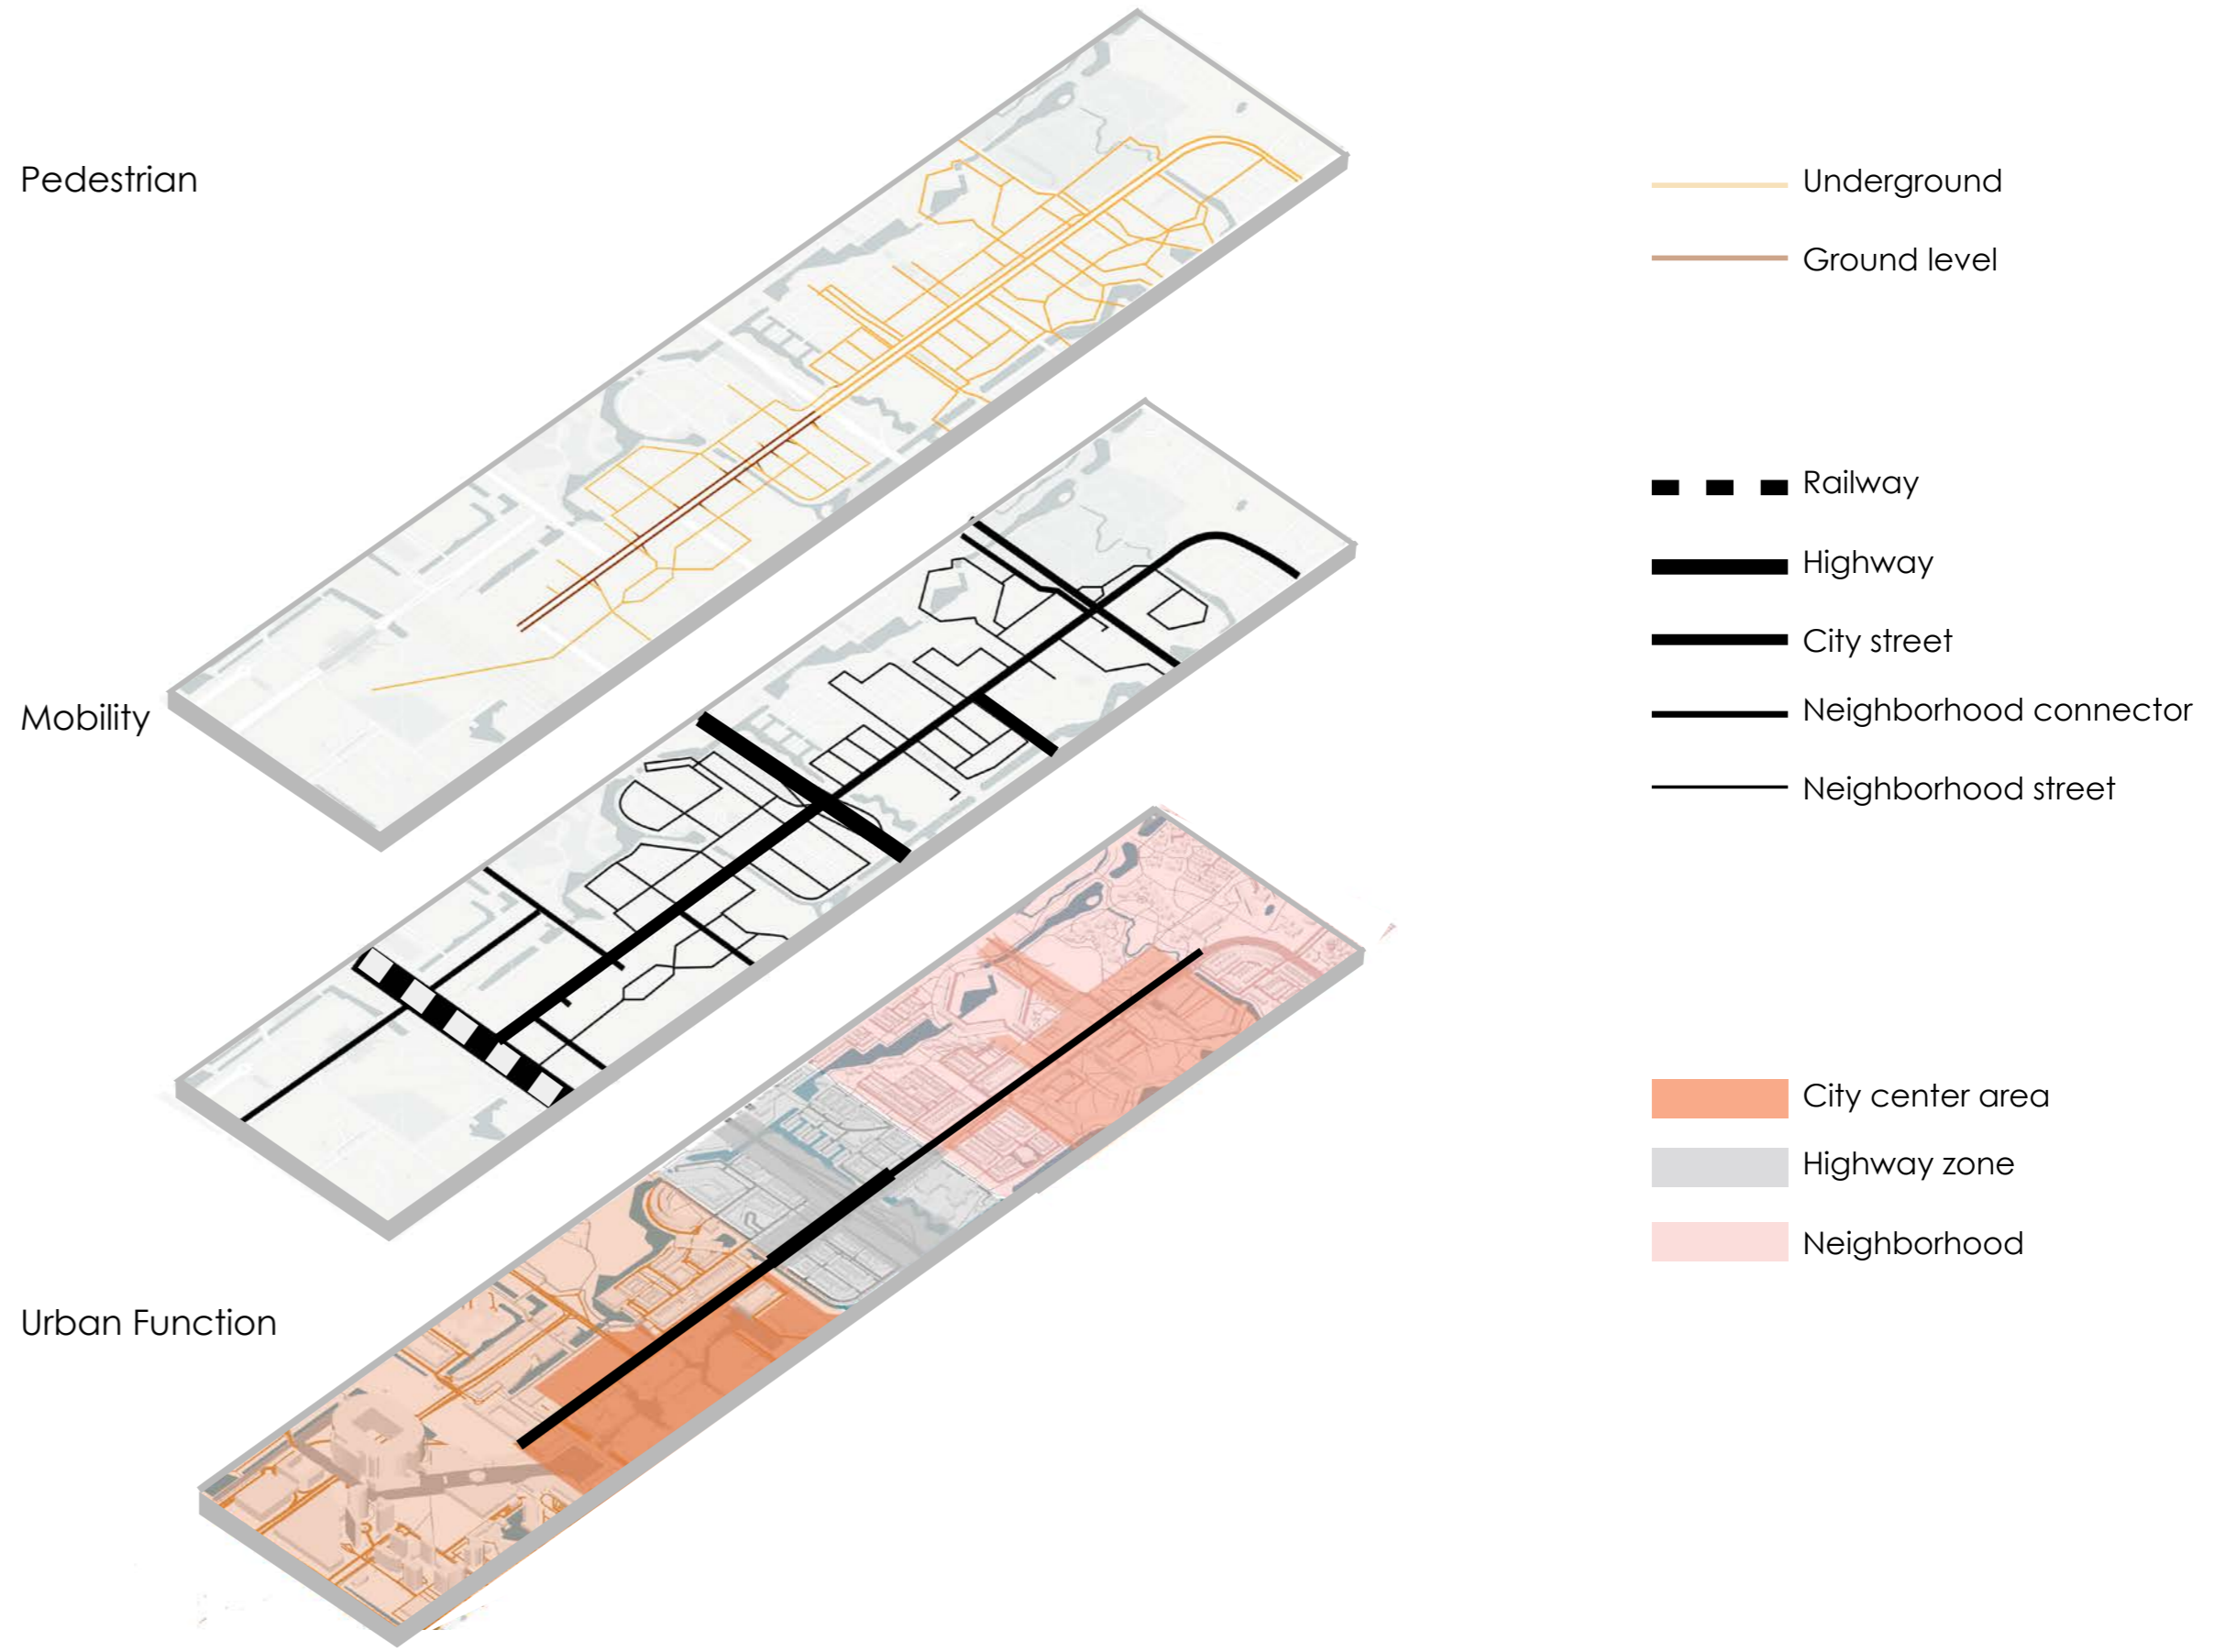 Pedestrian
Underground
Ground level
Mobility
Railway
Highway
City street
Neighborhood connector
Neighborhood street
Urban Function
City center area
Highway zone
Neighborhood